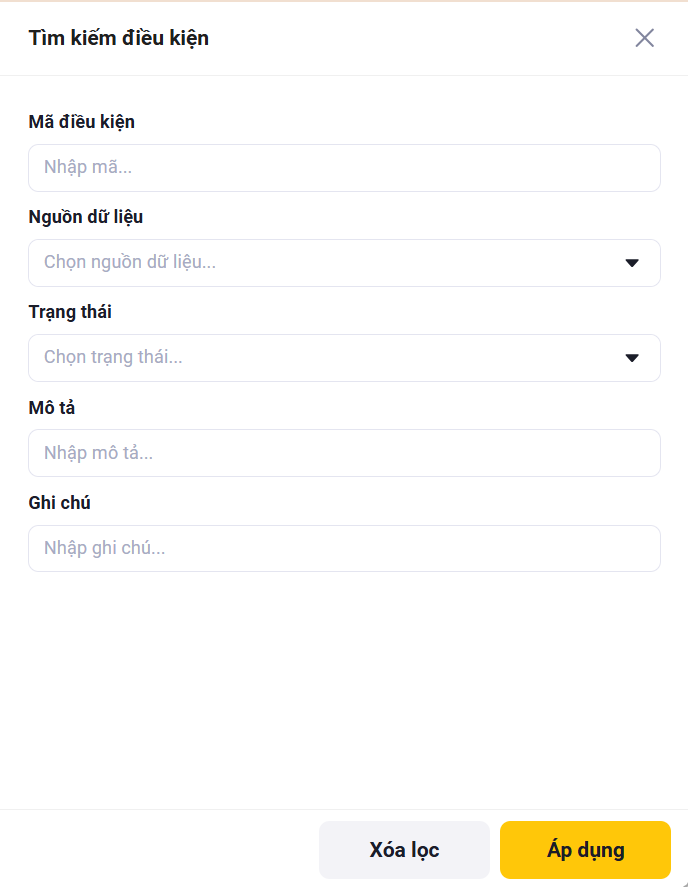 Tìm kiếm điều kiện
Mã điều kiện
Nhập mã...
Nguồn dữ liệu
Chọn nguồn dữ liệu...
Trạng thái
Chọn trạng thái...
Mô tả
Nhập mô tả...
Ghi chú
Nhập ghi chú...
Xóa lọc
Áp dụng